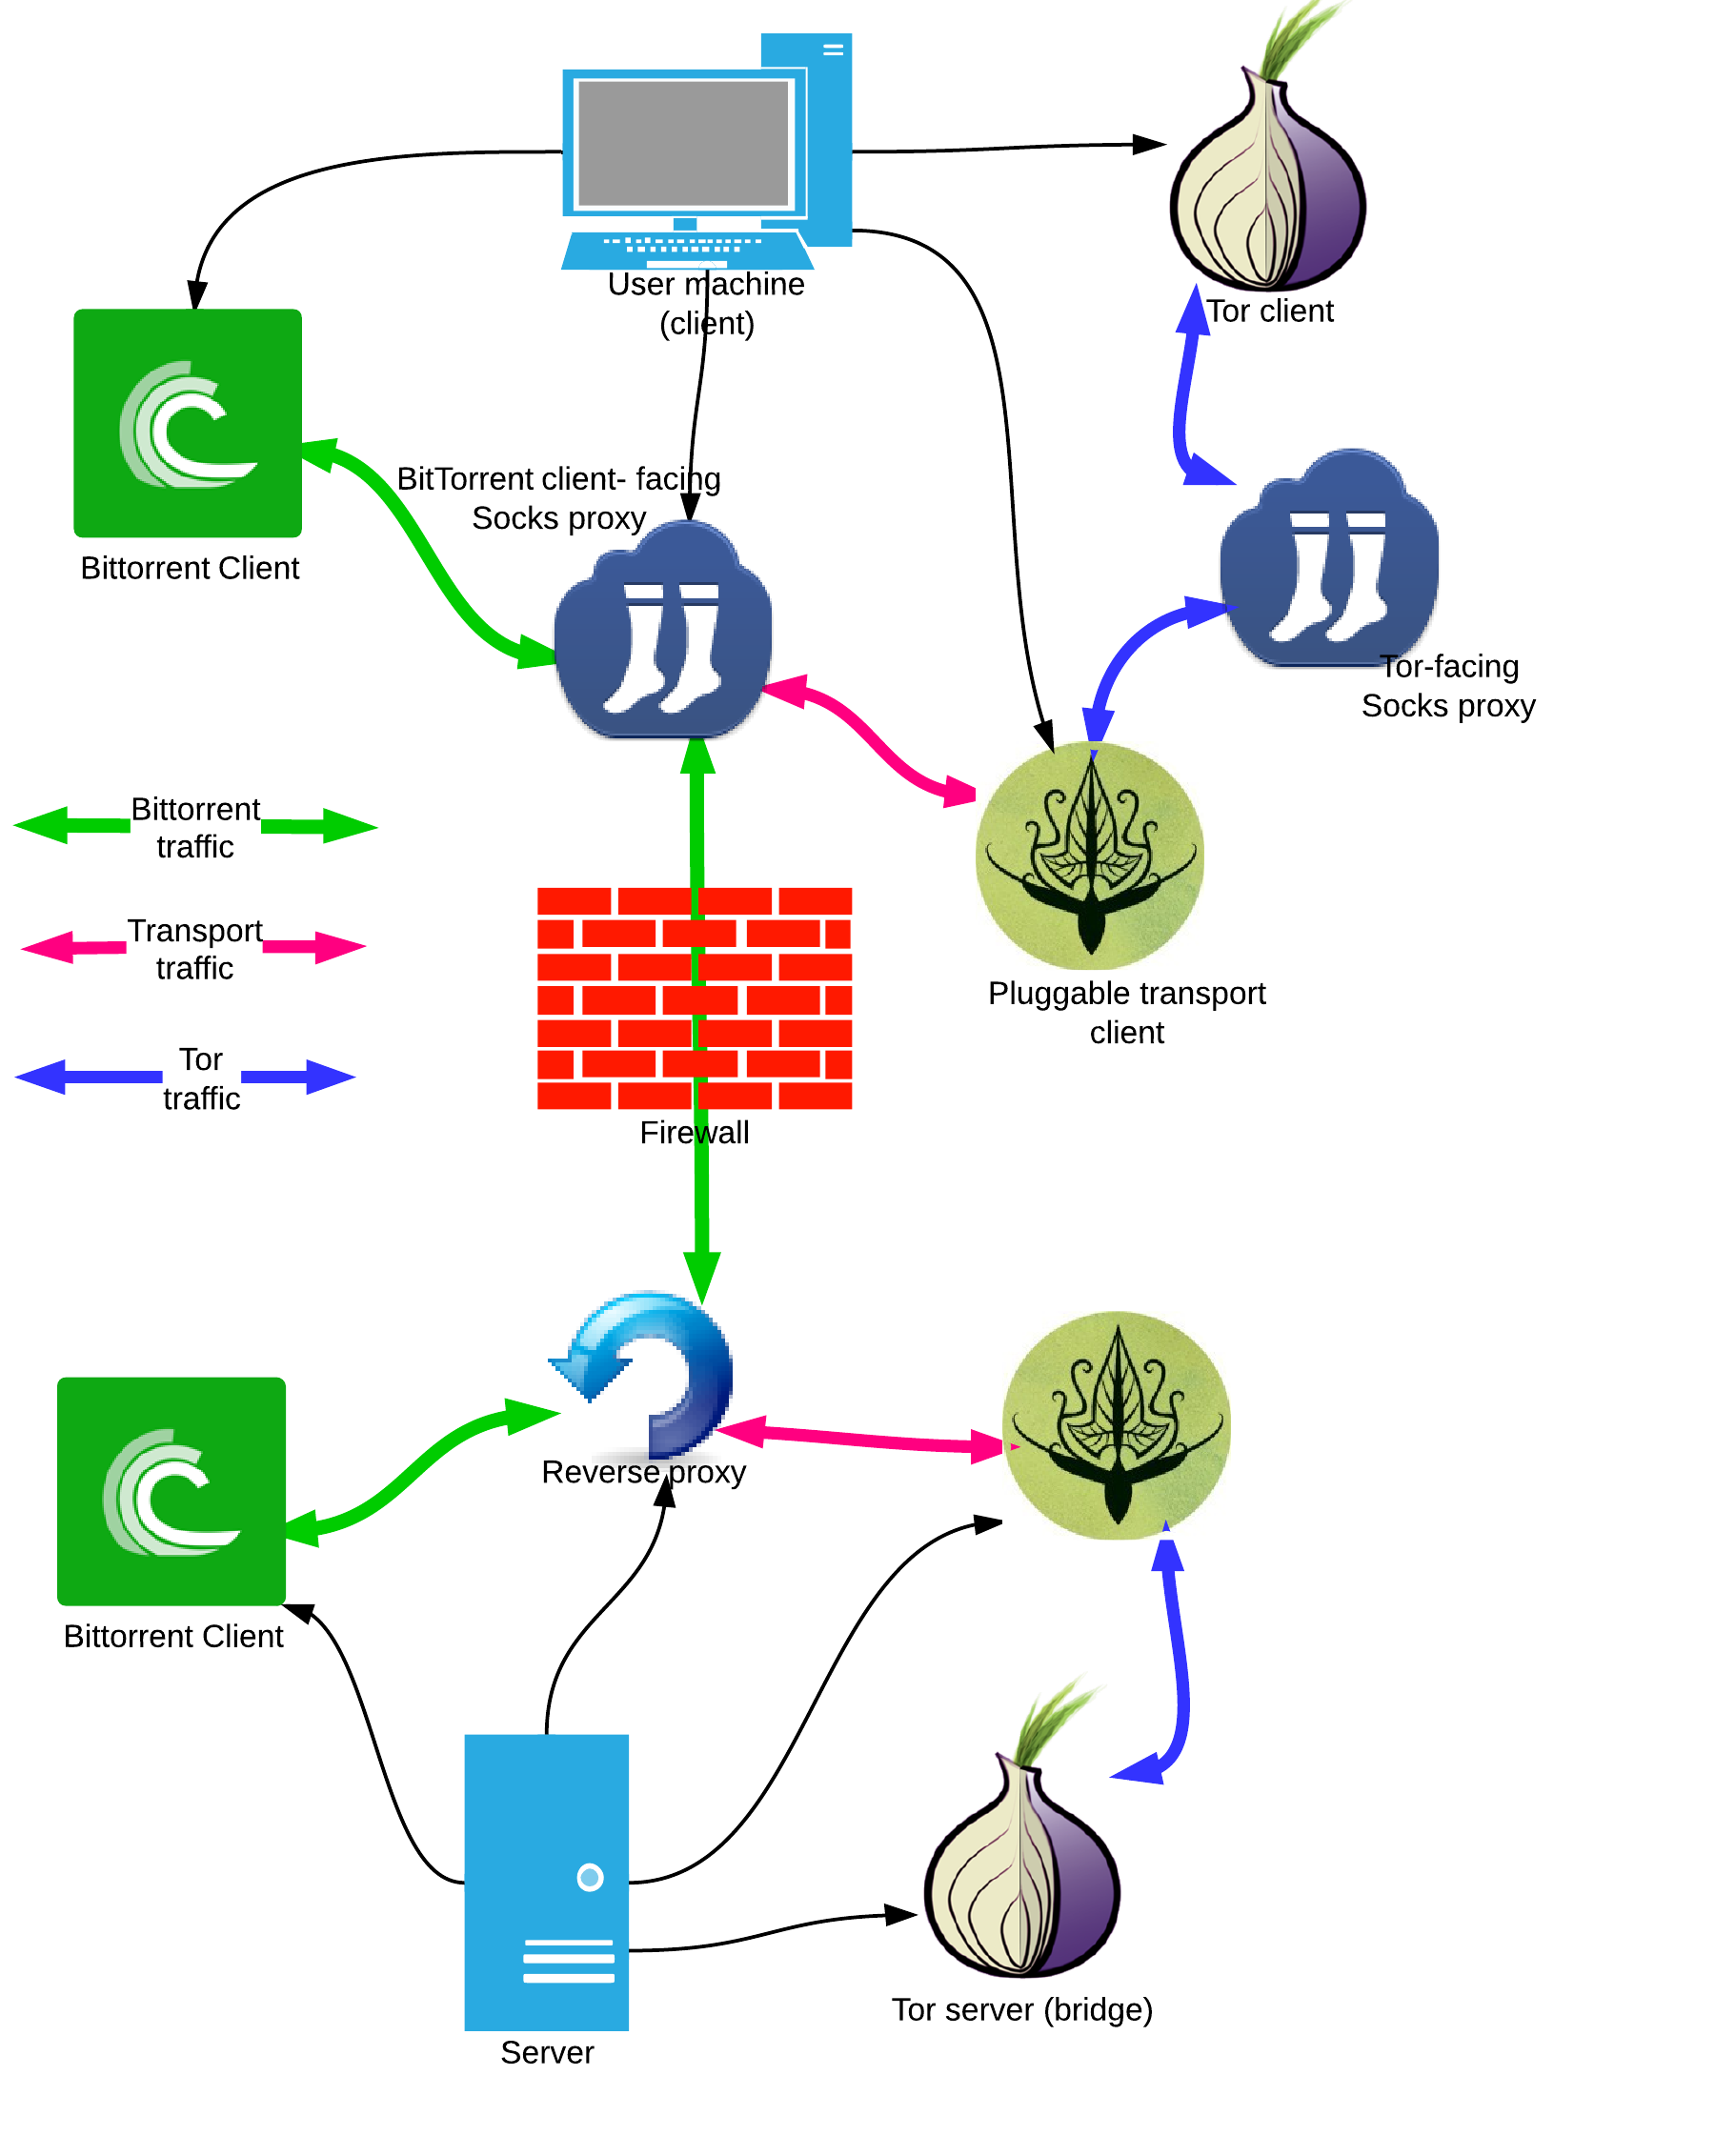 User machine
(client)
Tor client
BitTorrent client- facing
Socks proxy
Bittorrent Client
Tor-facing
Socks proxy
Bittorrent
traffic
Transport
traffic
Pluggable transport
client
Tor
traffic
Firewall
Reverse proxy
Bittorrent Client
Tor server (bridge)
Server